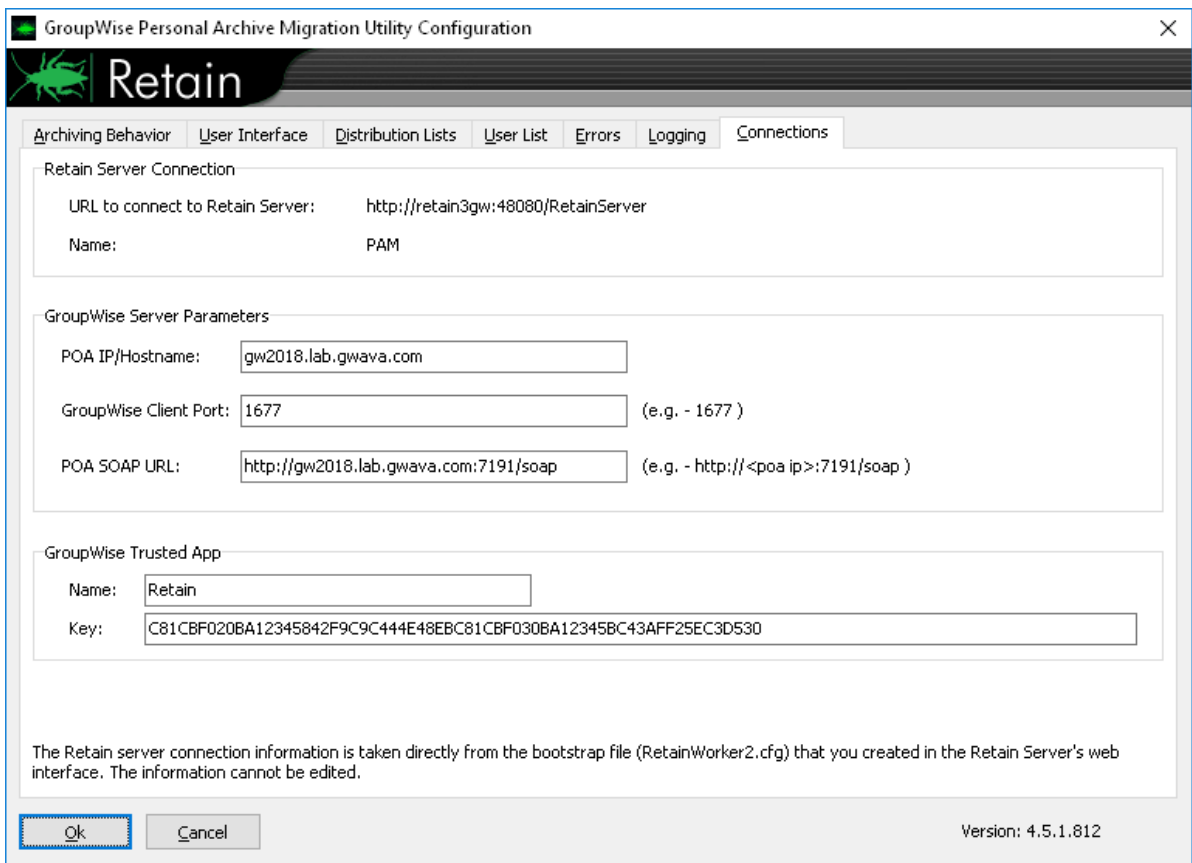 GroupWise Personal Archive Migration Utility Configuration
Retain
Archiving Behavior User Interface Distribution Lists User List Errors Logging Connections
Retain Server Connection
URL to connect to Retain Server: http://retain3gw:48080/RetainServer
Name: PAM
GroupWise Server Parameters
POA IP/Hostname: gw2018.lab.gwava.com
GroupWise Client Port: 1677 (e.g. - 1677 )
POA SOAP URL: http://gw2018.lab.gwava.com:7191/soap (e.g. - http://<poa ip>:7191/soap )
GroupWise Trusted App
Name: Retain
Key: C81CBF020BA12345842F9C9C444E48EBC81CBF030BA12345BC43AFF25EC3D530
The Retain server connection information is taken directly from the bootstrap file (RetainWorker2.cfg) that you created in the Retain Server's web
interface. The information cannot be edited.
Ok Cancel Version: 4.5.1.812